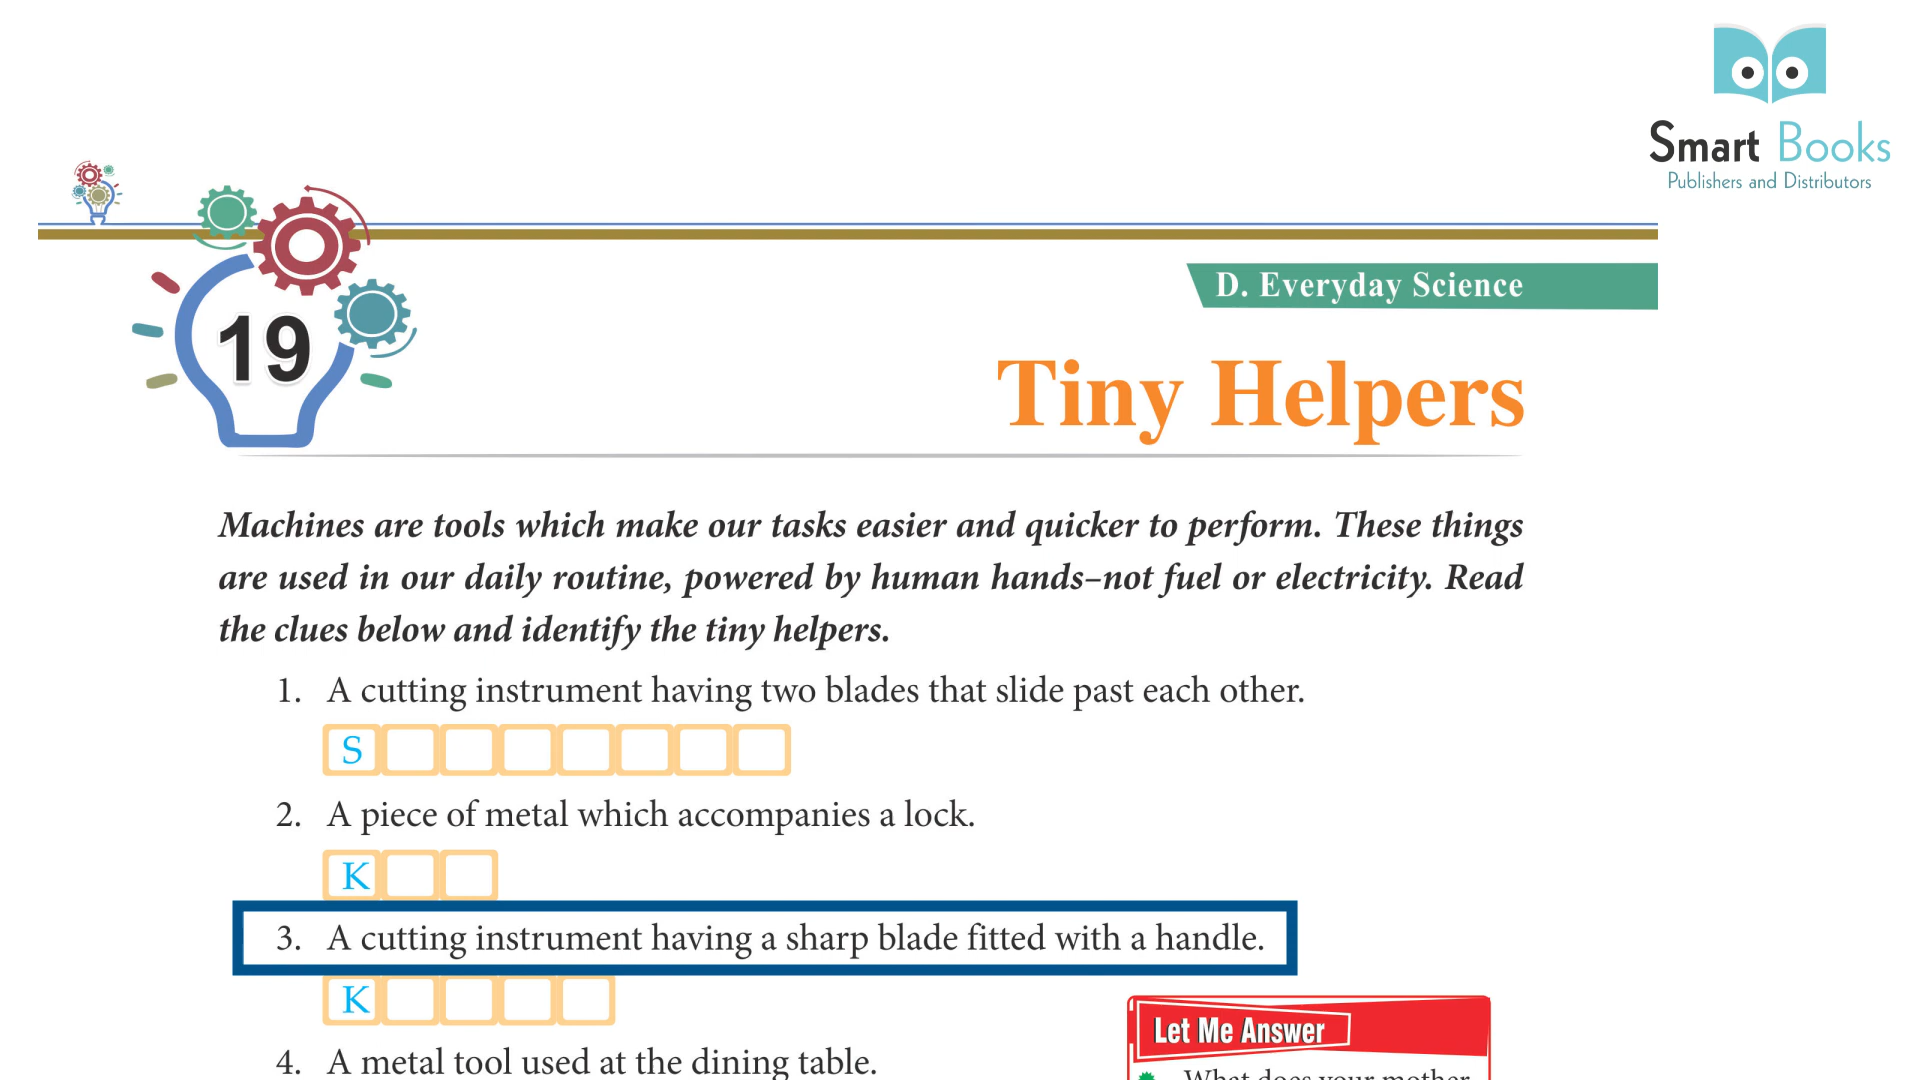 Smart Books
Publishers and Distributors
D. Everyday Science
19
Tiny Helpers
Machines are tools which make our tasks easier and quicker to perform. These things
are used in our daily routine, powered by human hands–not fuel or electricity. Read
the clues below and identify the tiny helpers.
1. A cutting instrument having two blades that slide past each other.
S
2. A piece of metal which accompanies a lock.
K
3. A cutting instrument having a sharp blade fitted with a handle.
K
Let Me Answer
4. A metal tool used at the dining table.
What does your mother